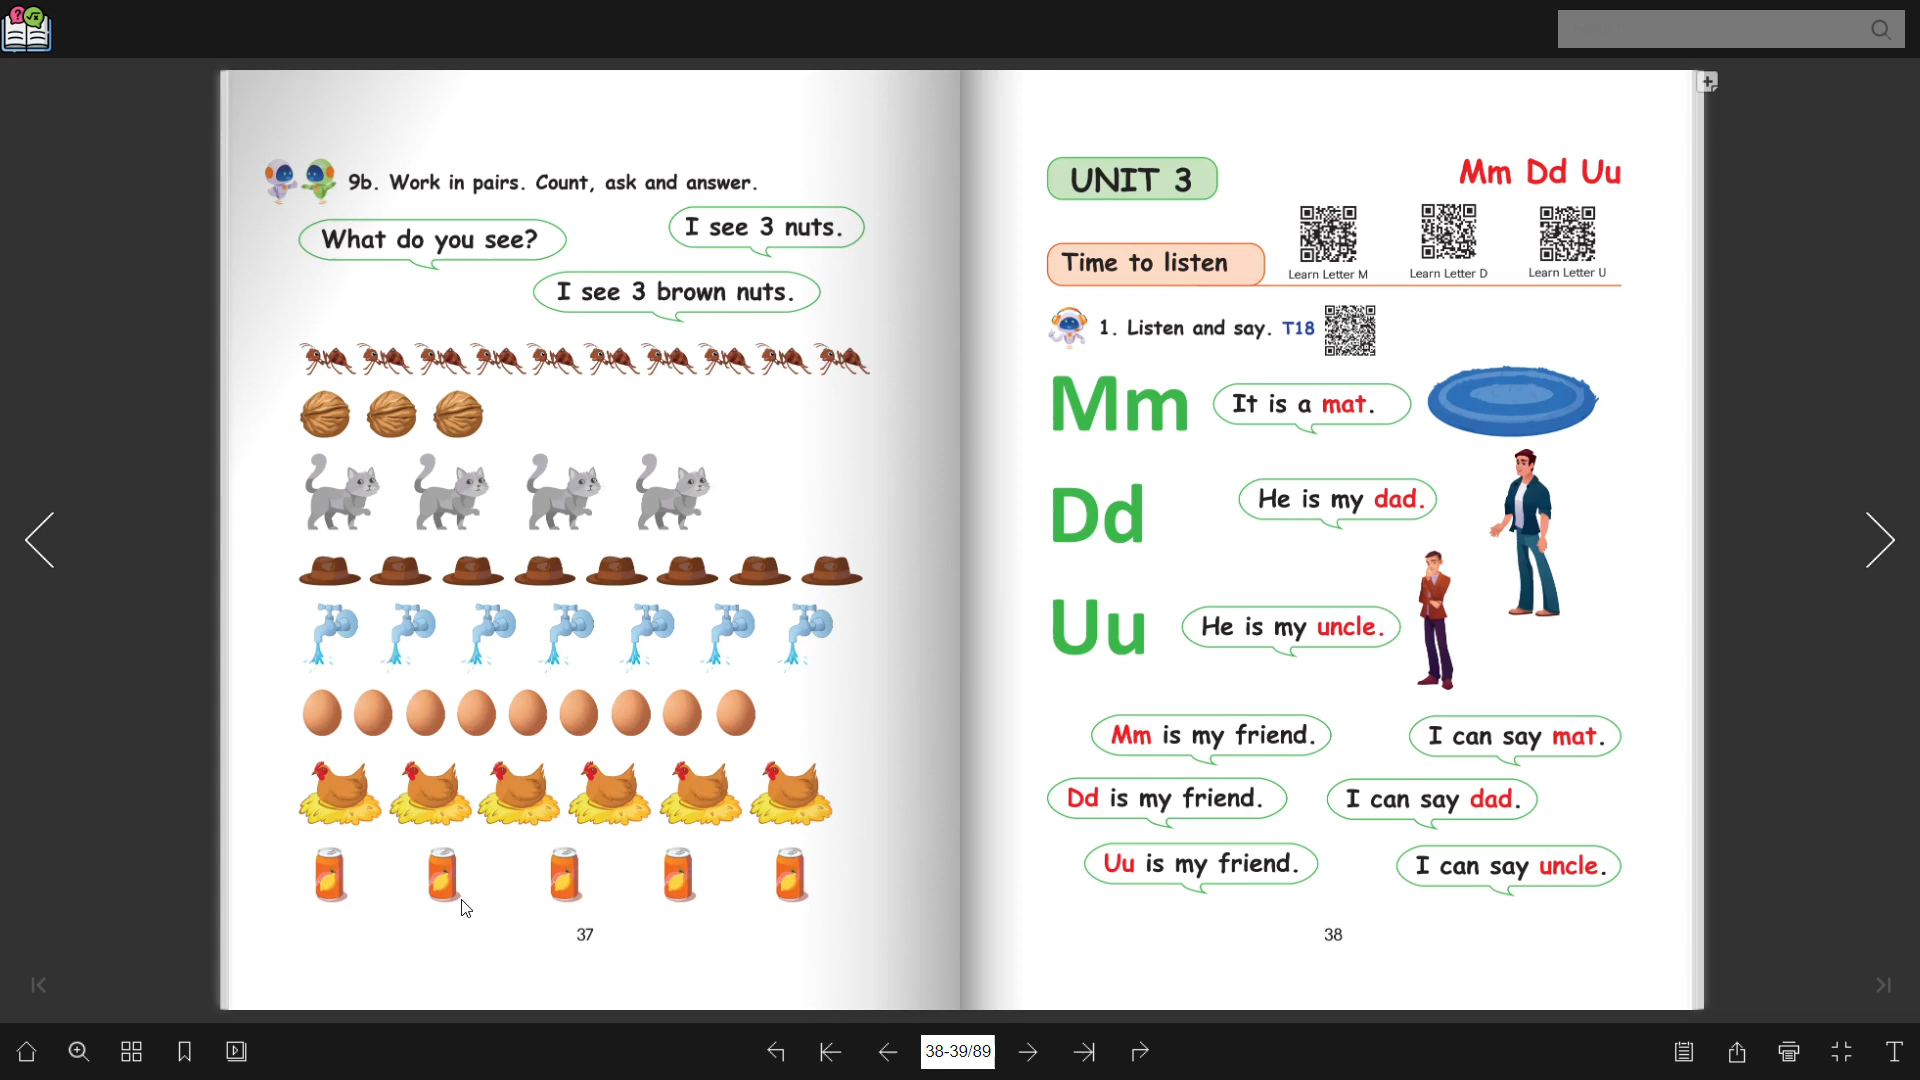 9b. Work in pairs. Count, ask and answer.
What do you see?
I see 3 nuts.
I see 3 brown nuts.
37
UNIT 3
Mm Dd Uu
Learn Letter M
Learn Letter D
Learn Letter U
Time to listen
1. Listen and say. T18
Mm
It is a mat.
Dd
He is my dad.
Uu
He is my uncle.
Mm is my friend.
I can say mat.
Dd is my friend.
I can say dad.
Uu is my friend.
I can say uncle.
38
38-39/89